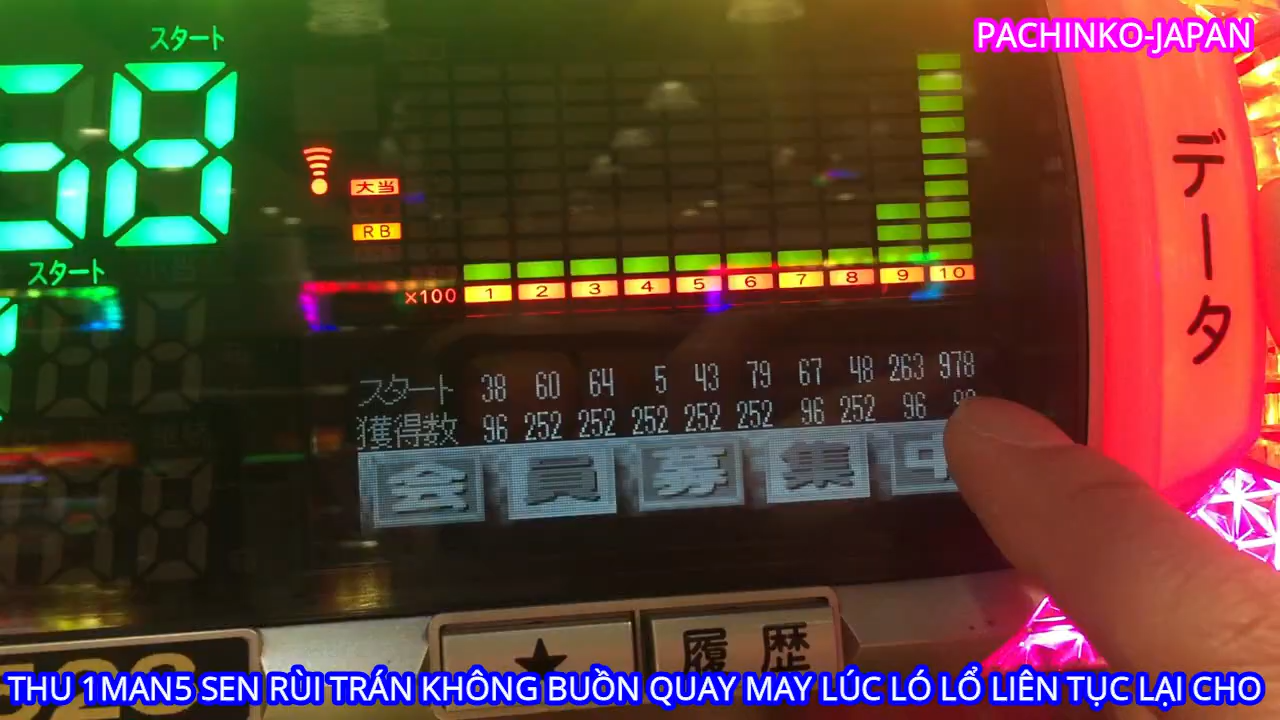 PACHINKO-JAPAN
スタート
58
データ
大当
RB
スタート
×100 1 2 3 4 5 6 7 8 9 10
スタート 38 60 64 5 43 79 67 48 263 978
獲得数 96 252 252 252 252 252 96 252 96
会員募集中
★ 履歴
THU 1MAN5 SEN RÙI TRÁN KHÔNG BUỒN QUAY MAY LÚC LÓ LỔ LIÊN TỤC LẠI CHO